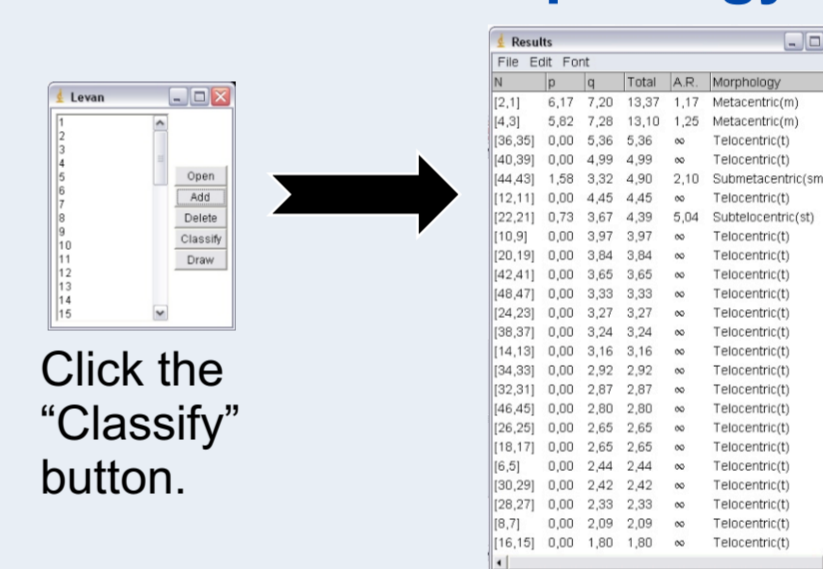 Levan
1
2
3
4
5
6
7
8
9
10
11
12
13
14
15
Open
Add
Delete
Classify
Draw
Click the
“Classify”
button.
Results
File Edit Font
N p q Total A.R. Morphology
[2,1] 6,17 7,20 13,37 1,17 Metacentric(m)
[4,3] 5,82 7,28 13,10 1,25 Metacentric(m)
[36,35] 0,00 5,36 5,36 ∞ Telocentric(t)
[40,39] 0,00 4,99 4,99 ∞ Telocentric(t)
[44,43] 1,58 3,32 4,90 2,10 Submetacentric(sm
[12,11] 0,00 4,45 4,45 ∞ Telocentric(t)
[22,21] 0,73 3,67 4,39 5,04 Subtelocentric(st)
[10,9] 0,00 3,97 3,97 ∞ Telocentric(t)
[20,19] 0,00 3,84 3,84 ∞ Telocentric(t)
[42,41] 0,00 3,65 3,65 ∞ Telocentric(t)
[48,47] 0,00 3,33 3,33 ∞ Telocentric(t)
[24,23] 0,00 3,27 3,27 ∞ Telocentric(t)
[38,37] 0,00 3,24 3,24 ∞ Telocentric(t)
[14,13] 0,00 3,16 3,16 ∞ Telocentric(t)
[34,33] 0,00 2,92 2,92 ∞ Telocentric(t)
[32,31] 0,00 2,87 2,87 ∞ Telocentric(t)
[46,45] 0,00 2,80 2,80 ∞ Telocentric(t)
[26,25] 0,00 2,65 2,65 ∞ Telocentric(t)
[18,17] 0,00 2,65 2,65 ∞ Telocentric(t)
[6,5] 0,00 2,44 2,44 ∞ Telocentric(t)
[30,29] 0,00 2,42 2,42 ∞ Telocentric(t)
[28,27] 0,00 2,33 2,33 ∞ Telocentric(t)
[8,7] 0,00 2,09 2,09 ∞ Telocentric(t)
[16,15] 0,00 1,80 1,80 ∞ Telocentric(t)